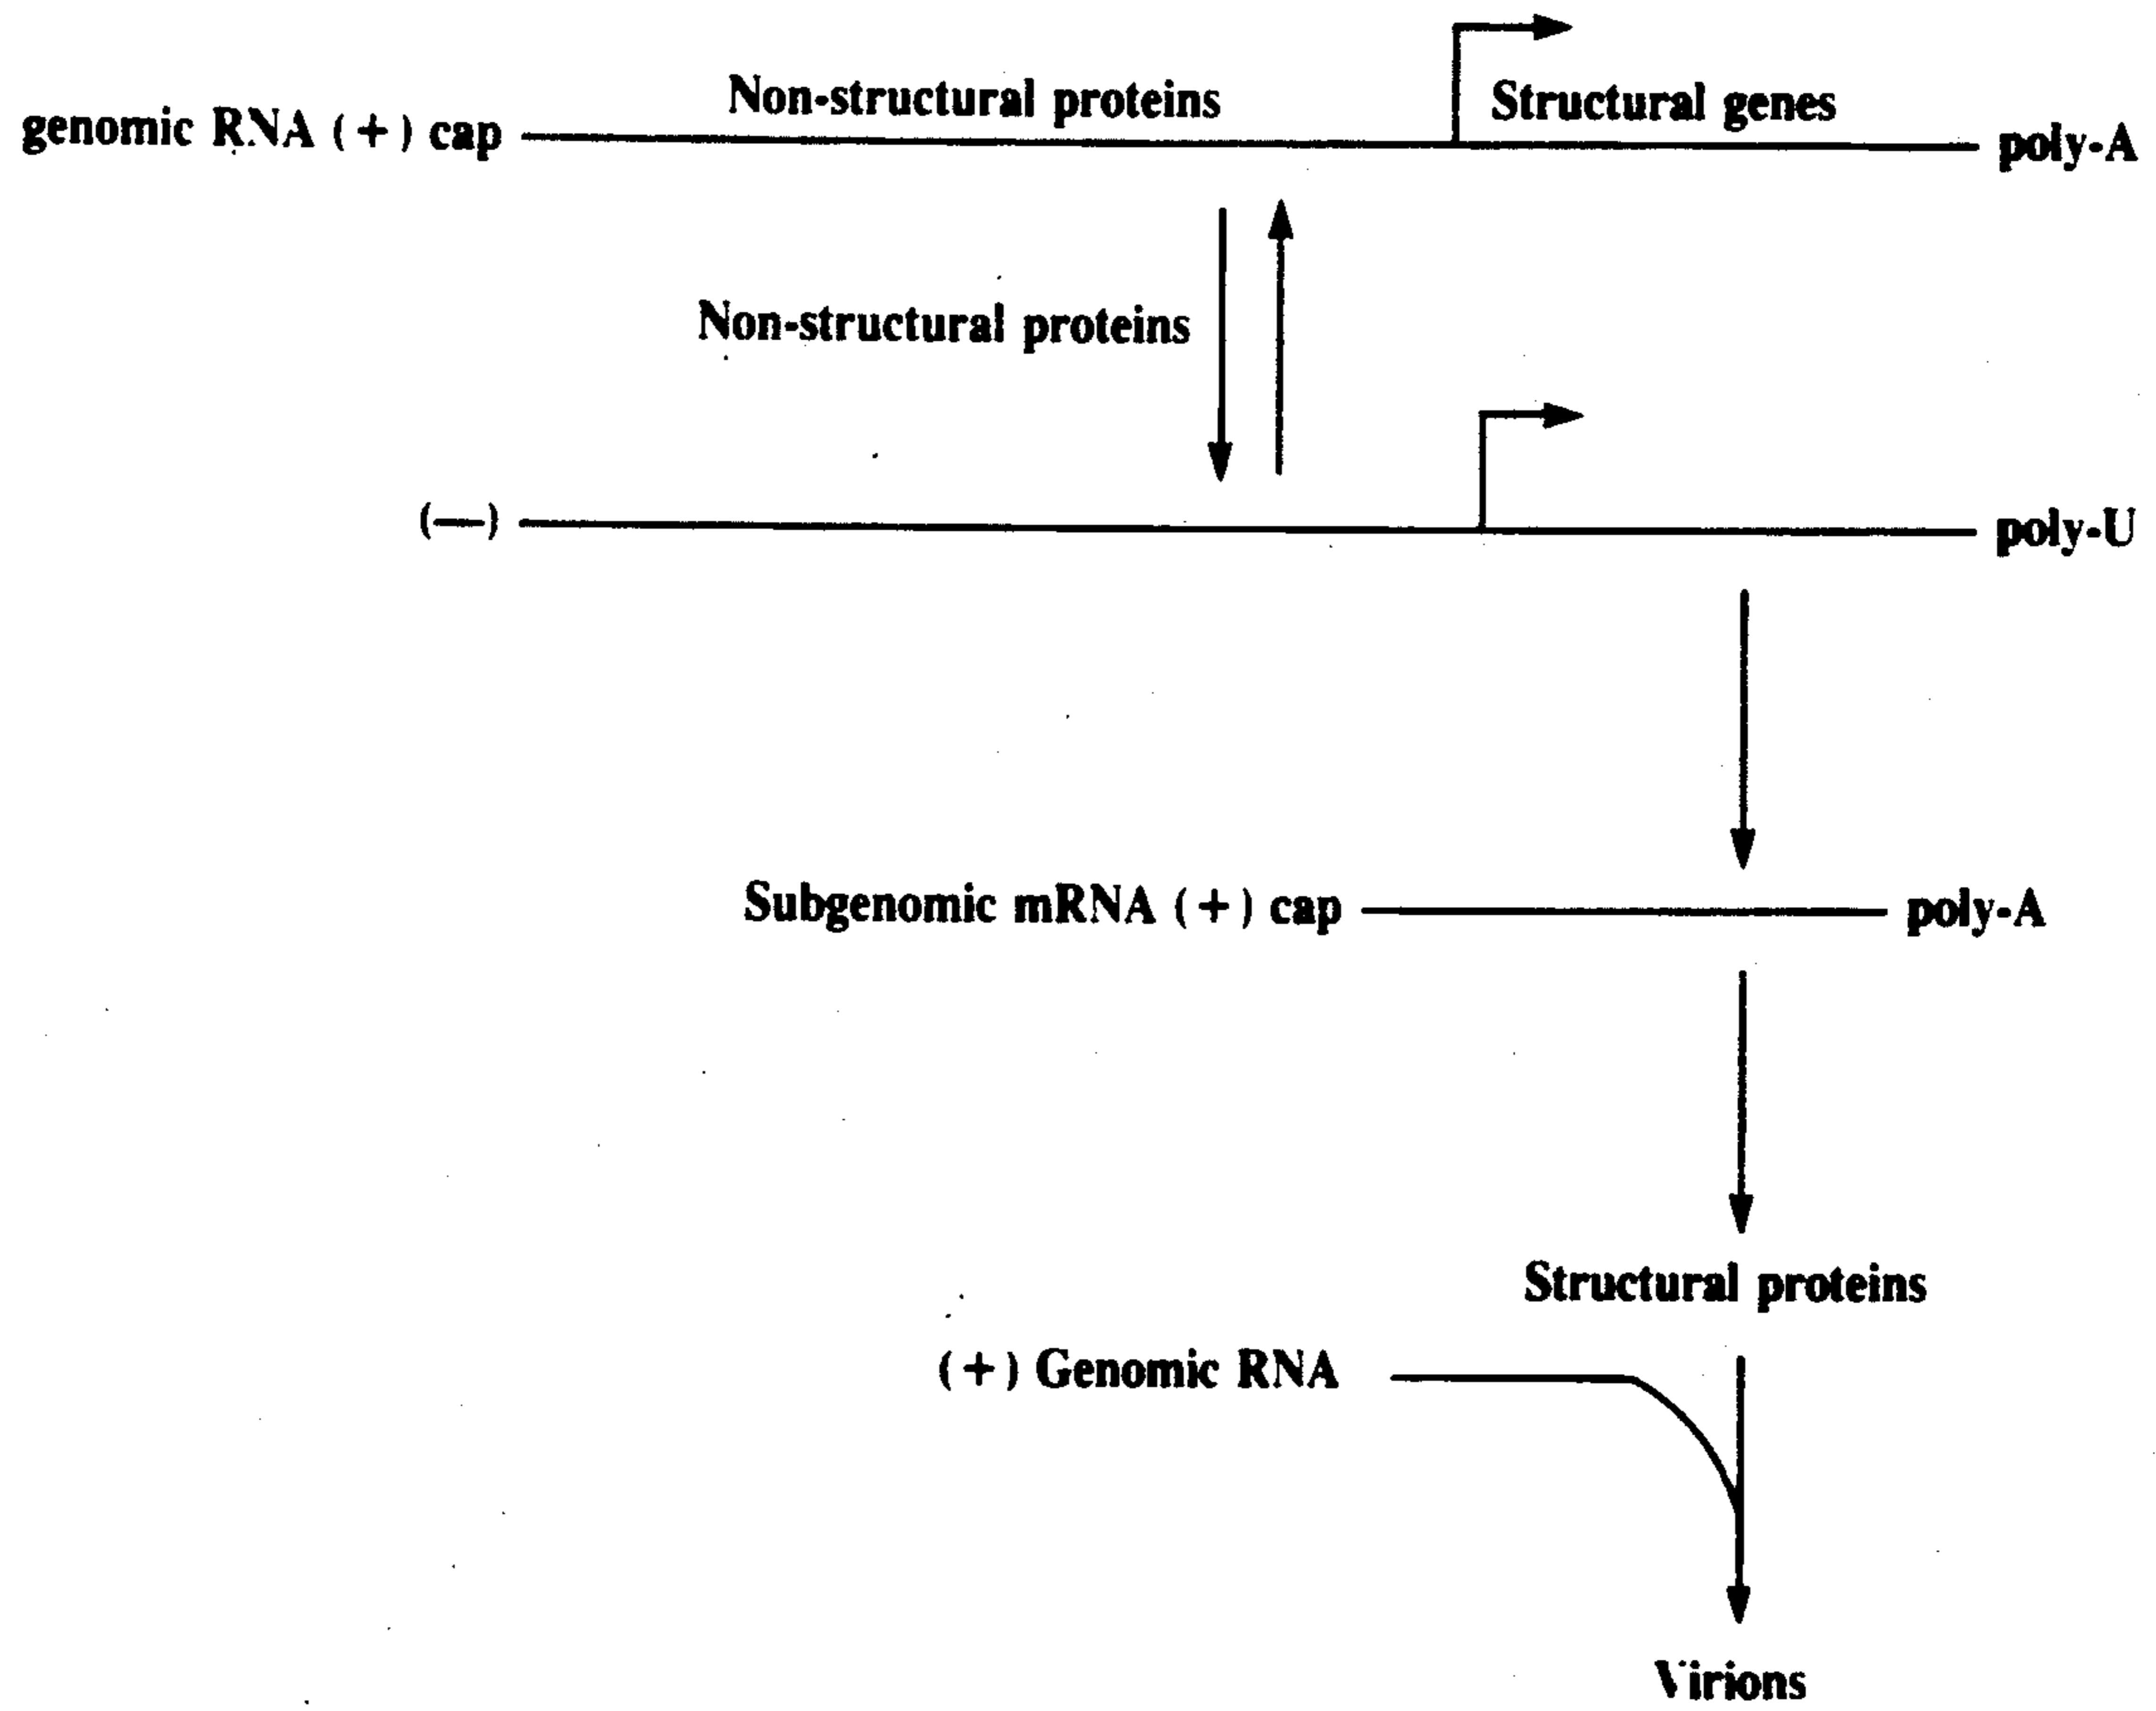 Non-structural proteins
Structural genes
genomic RNA (+) cap
poly-A
Non-structural proteins
(—)
poly-U
Subgenomic mRNA (+) cap
poly-A
Structural proteins
(+) Genomic RNA
Virions